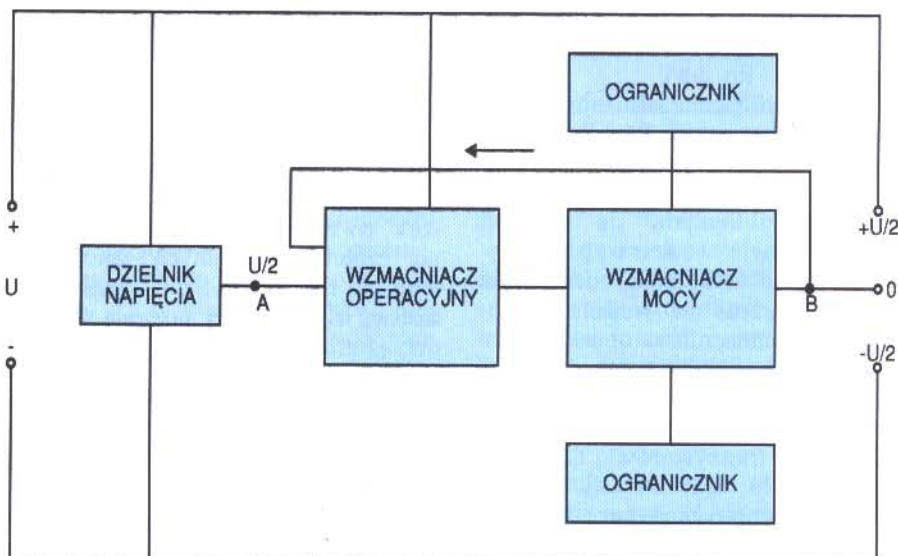 OGRANICZNIK
+
U
-
DZIELNIK
NAPIĘCIA
U/2
A
WZMACNIACZ
OPERACYJNY
WZMACNIACZ
MOCY
B
+U/2
0
-U/2
OGRANICZNIK